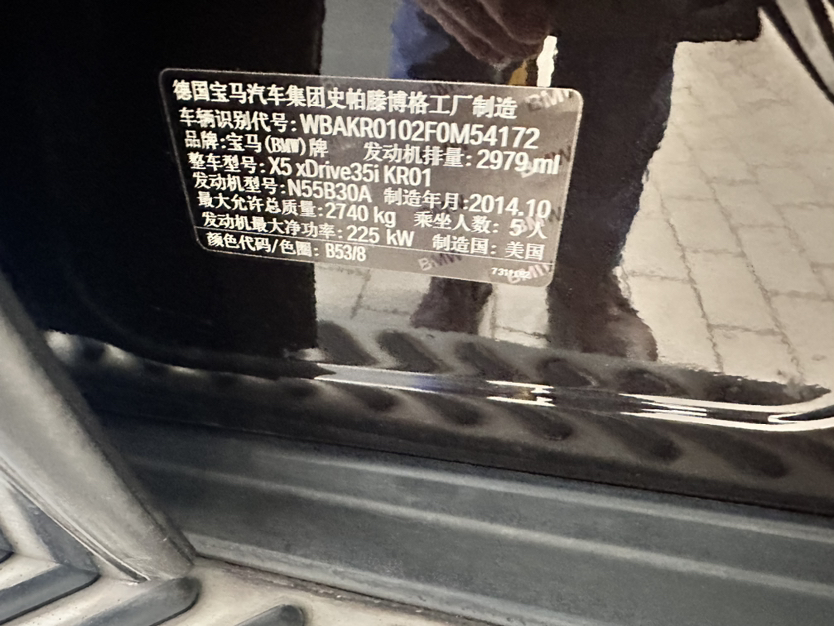 德国宝马汽车集团史帕滕博格工厂制造
车辆识别代号:WBAKR0102F0M54172
品牌:宝马(BMW)牌 发动机排量:2979 ml
整车型号:X5 xDrive35i KR01
发动机型号:N55B30A 制造年月:2014.10
最大允许总质量:2740 kg 乘坐人数: 5 人
发动机最大净功率: 225 kW 制造国: 美国
颜色代码/色圈: B53/8
BMW
BMW
BMW